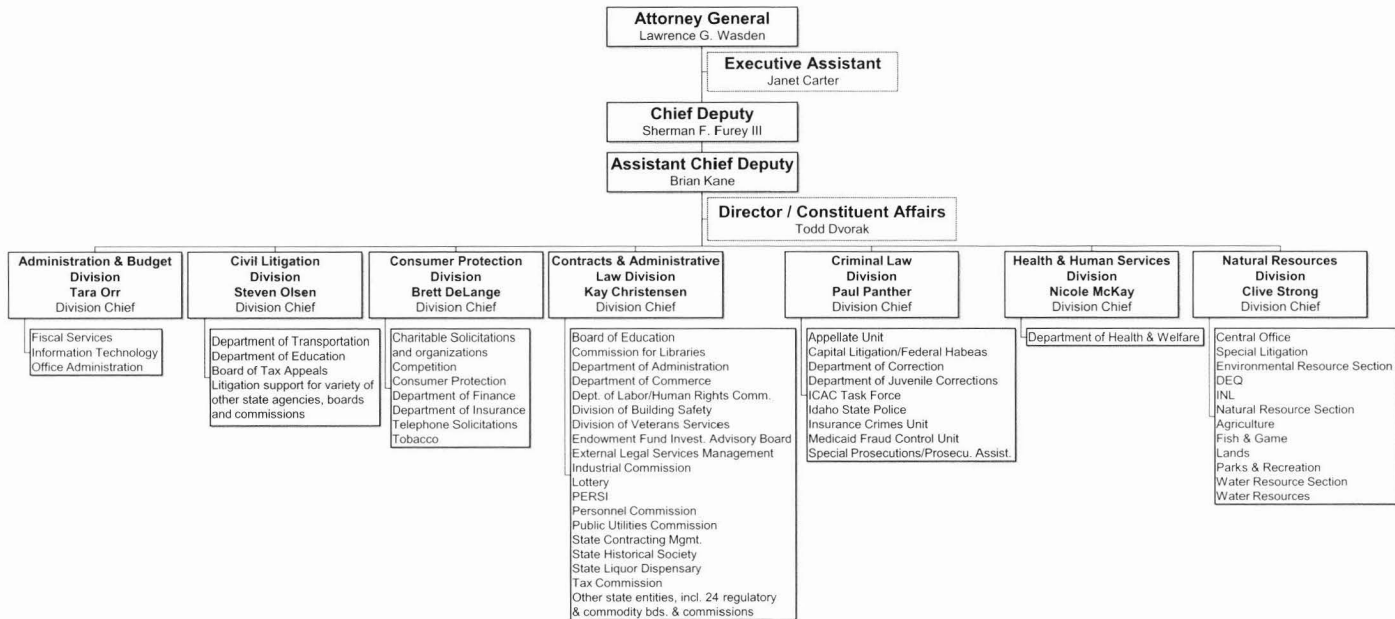 Attorney General
Lawrence G. Wasden
Executive Assistant
Janet Carter
Chief Deputy
Sherman F. Furey III
Assistant Chief Deputy
Brian Kane
Director / Constituent Affairs
Todd Dvorak
Administration & Budget
Division
Tara Orr
Division Chief
Fiscal Services
Information Technology
Office Administration
Civil Litigation
Division
Steven Olsen
Division Chief
Department of Transportation
Department of Education
Board of Tax Appeals
Litigation support for variety of
other state agencies, boards
and commissions
Consumer Protection
Division
Brett DeLange
Division Chief
Charitable Solicitations
and organizations
Competition
Consumer Protection
Department of Finance
Department of Insurance
Telephone Solicitations
Tobacco
Contracts & Administrative
Law Division
Kay Christensen
Division Chief
Board of Education
Commission for Libraries
Department of Administration
Department of Commerce
Dept. of Labor/Human Rights Comm.
Division of Building Safety
Division of Veterans Services
Endowment Fund Invest. Advisory Board
External Legal Services Management
Industrial Commission
Lottery
PERSI
Personnel Commission
Public Utilities Commission
State Contracting Mgmt.
State Historical Society
State Liquor Dispensary
Tax Commission
Other state entities, incl. 24 regulatory
& commodity bds. & commissions
Criminal Law
Division
Paul Panther
Division Chief
Appellate Unit
Capital Litigation/Federal Habeas
Department of Correction
Department of Juvenile Corrections
ICAC Task Force
Idaho State Police
Insurance Crimes Unit
Medicaid Fraud Control Unit
Special Prosecutions/Prosecu. Assist.
Health & Human Services
Division
Nicole McKay
Division Chief
Department of Health & Welfare
Natural Resources
Division
Clive Strong
Division Chief
Central Office
Special Litigation
Environmental Resource Section
DEQ
INL
Natural Resource Section
Agriculture
Fish & Game
Lands
Parks & Recreation
Water Resource Section
Water Resources